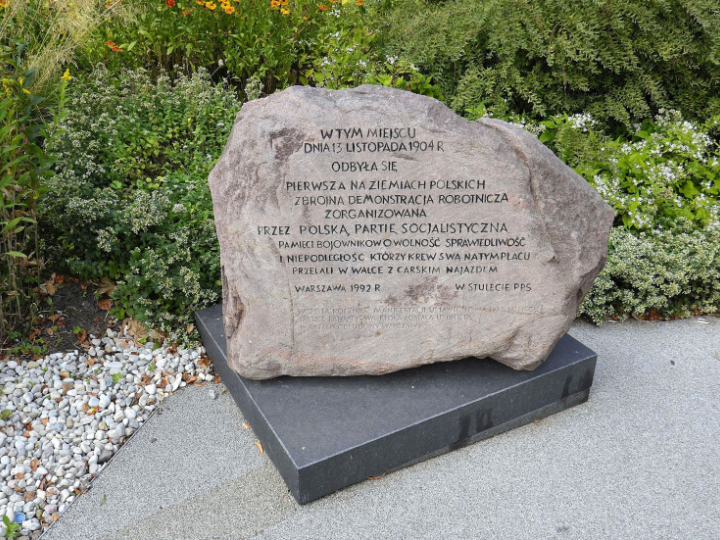 W TYM MIEJSCU
DNIA 13 LISTOPADA 1904 R
ODBYŁA SIĘ
PIERWSZA NA ZIEMIACH POLSKICH
ZBROJNA DEMONSTRACJA ROBOTNICZA
ZORGANIZOWANA
PRZEZ POLSKĄ PARTIĘ SOCJALISTYCZNĄ
PAMIĘCI BOJOWNIKÓW O WOLNOŚĆ SPRAWIEDLIWOŚĆ
I NIEPODLEGŁOŚĆ KTÓRZY KREW SWĄ NA TYM PLACU
PRZELALI W WALCE Z CARSKIM NAJAZDEM
WARSZAWA 1992 R W STULECIE PPS